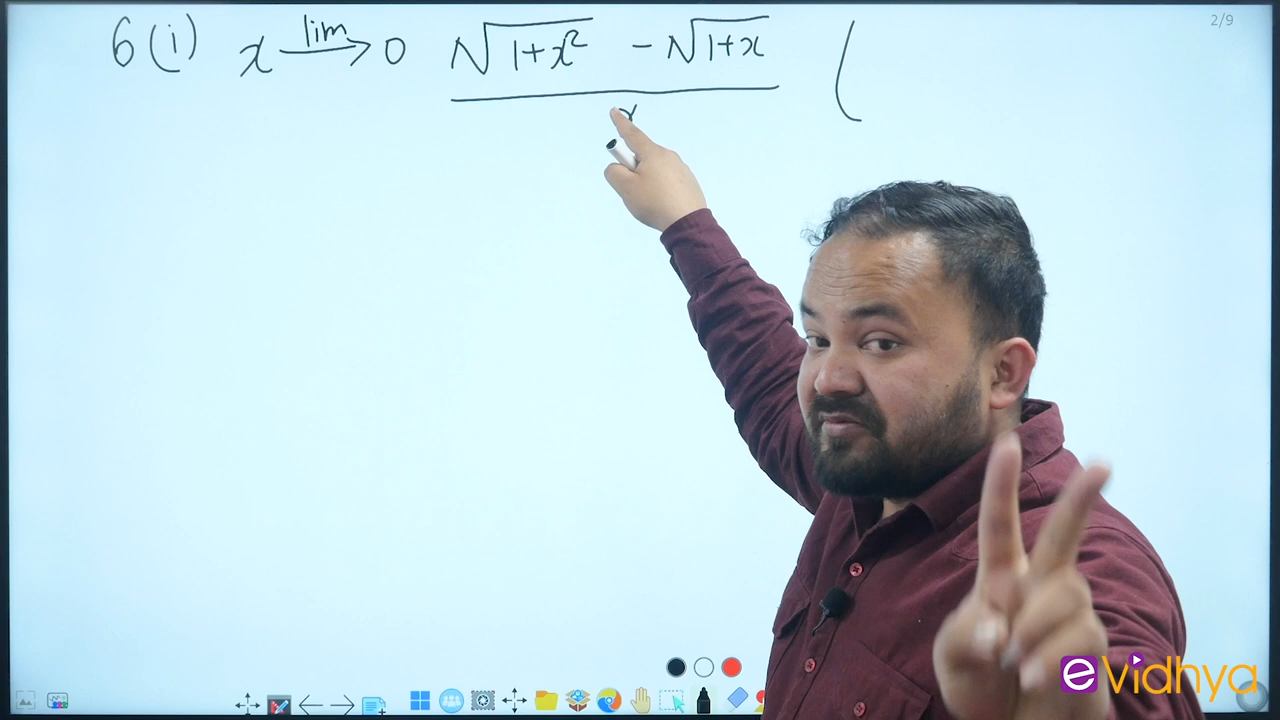 2/9
6(i) x lim→ 0 √1+x² - √1+x (
x
eVidhya